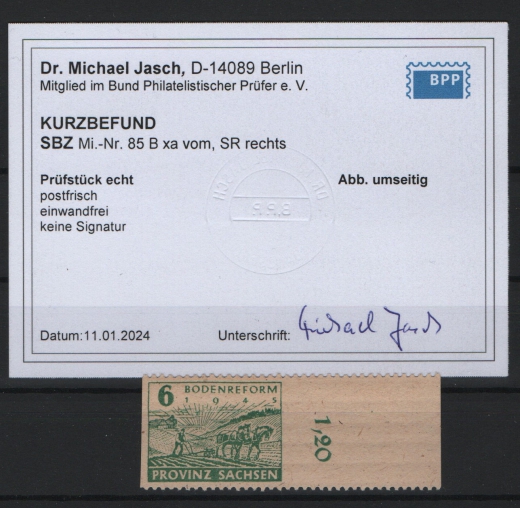 Dr. Michael Jasch, D-14089 Berlin
Mitglied im Bund Philatelistischer Prüfer e. V.
BPP
KURZBEFUND
SBZ Mi.-Nr. 85 B xa vom, SR rechts
Prüfstück echt
Abb. umseitig
postfrisch
einwandfrei
keine Signatur
Datum:11.01.2024
Unterschrift: Michael Jasch
6 BODENREFORM
1945
PROVINZ SACHSEN
1,20